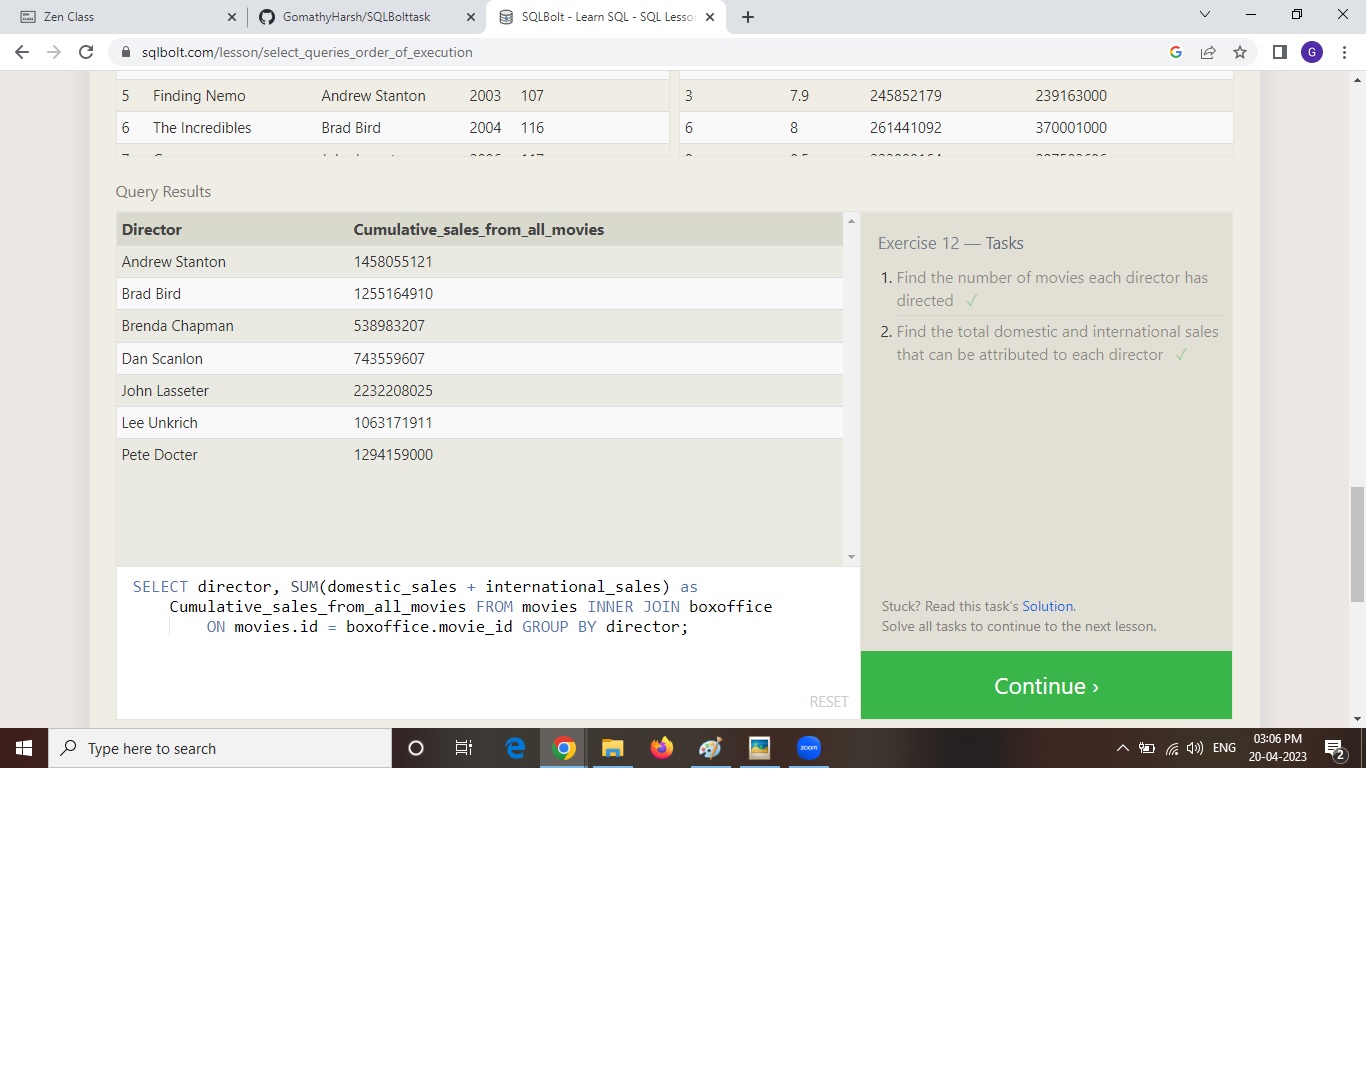 Zen Class
GomathyHarsh/SQLBolttask
SQLBolt - Learn SQL - SQL Lesso
sqlbolt.com/lesson/select_queries_order_of_execution
G
5 Finding Nemo Andrew Stanton 2003 107
3 7.9 245852179 239163000
6 The Incredibles Brad Bird 2004 116
6 8 261441092 370001000
Query Results
Director Cumulative_sales_from_all_movies
Andrew Stanton 1458055121
Brad Bird 1255164910
Brenda Chapman 538983207
Dan Scanlon 743559607
John Lasseter 2232208025
Lee Unkrich 1063171911
Pete Docter 1294159000
Exercise 12 — Tasks
1. Find the number of movies each director has
directed ✓
2. Find the total domestic and international sales
that can be attributed to each director ✓
SELECT director, SUM(domestic_sales + international_sales) as
Cumulative_sales_from_all_movies FROM movies INNER JOIN boxoffice
ON movies.id = boxoffice.movie_id GROUP BY director;
RESET
Stuck? Read this task's Solution.
Solve all tasks to continue to the next lesson.
Continue ›
Type here to search
zoom
ENG
03:06 PM
20-04-2023
2